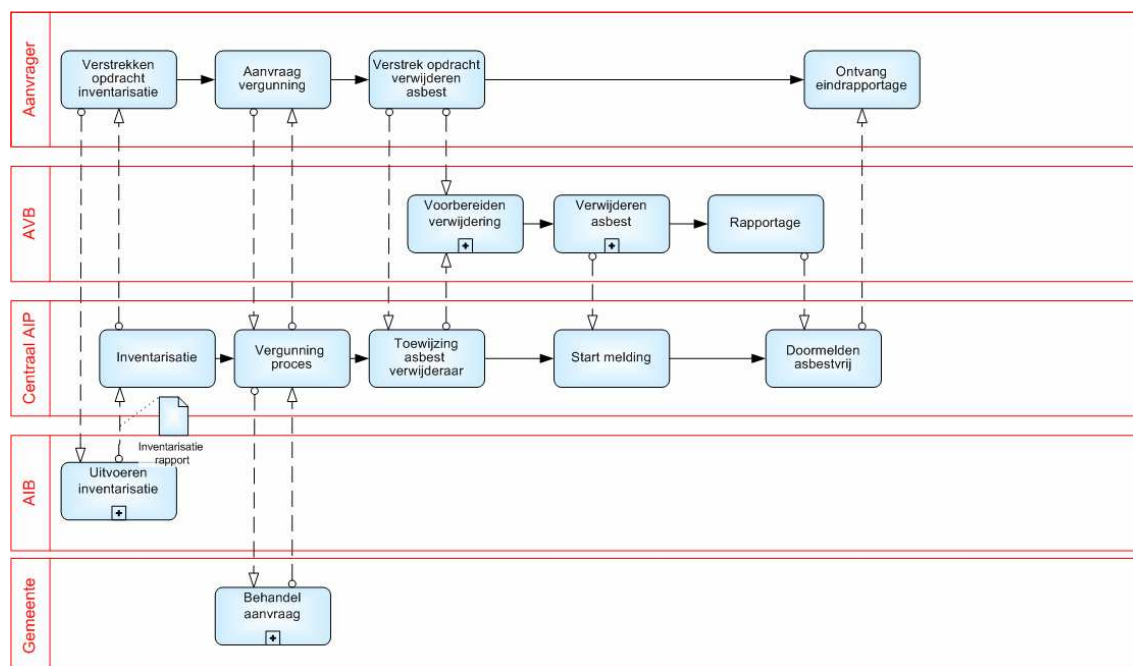 Aanvrager
Verstrekken
opdracht
inventarisatie
Aanvraag
vergunning
Verstrek opdracht
verwijderen
asbest
Ontvang
eindrapportage
AVB
Voorbereiden
verwijdering
Verwijderen
asbest
Rapportage
Centraal AIP
Inventarisatie
Vergunning
proces
Toewijzing
asbest
verwijderaar
Start melding
Doormelden
asbestvrij
Inventarisatie
rapport
AIB
Uitvoeren
inventarisatie
Gemeente
Behandel
aanvraag